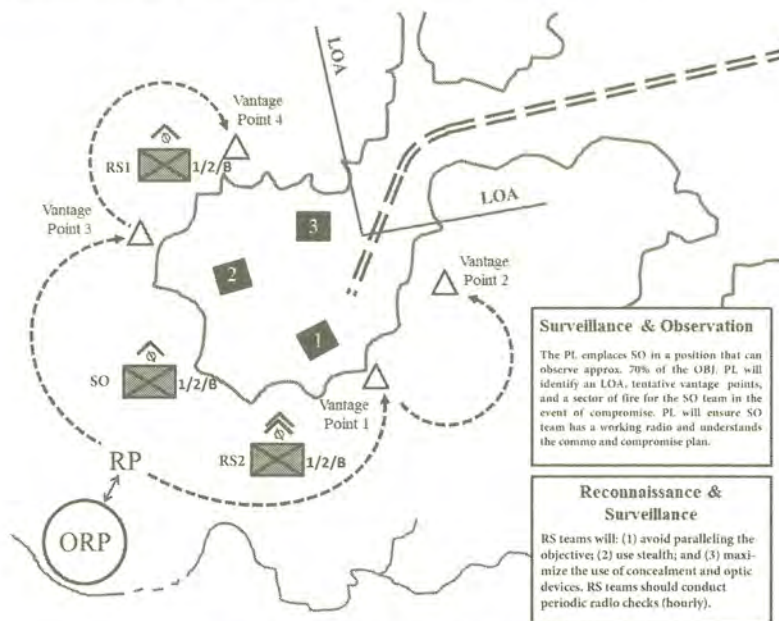 LOA
Vantage
Point 4
RS1
1/2/B
Vantage
Point 3
3
LOA
2
Vantage
Point 2
1
SO
1/2/B
Vantage
Point 1
RS2
1/2/B
RP
ORP
Surveillance & Observation
The PL emplaces SO in a position that can
observe approx. 70% of the OBJ. PL will
identify an LOA, tentative vantage points,
and a sector of fire for the SO team in the
event of compromise. PL will ensure SO
team has a working radio and understands
the commo and compromise plan.
Reconnaissance &
Surveillance
RS teams will: (1) avoid paralleling the
objective; (2) use stealth; and (3) maxi-
mize the use of concealment and optic
devices. RS teams should conduct
periodic radio checks (hourly).